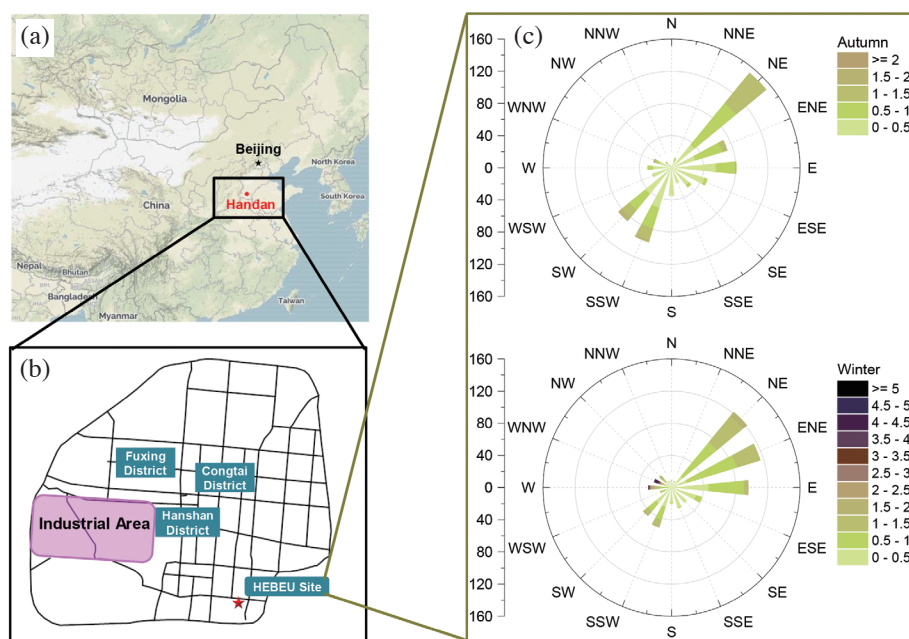 (a)
Mongolia
Beijing
North Korea
South Korea
China
Handan
Nepal
Bhutan
Bangladesh
Myanmar
Taiwan
(b)
Fuxing
District
Congtai
District
Industrial Area
Hanshan
District
HEBEU Site
(c)
N
NNW
NNE
NW
NE
WNW
ENE
W
E
WSW
ESE
SW
SE
SSW
SSE
S
160
120
80
40
0
40
80
120
160
Autumn
>= 2
1.5 - 2
1 - 1.5
0.5 - 1
0 - 0.5
N
NNW
NNE
NW
NE
WNW
ENE
W
E
WSW
ESE
SW
SE
SSW
SSE
S
160
120
80
40
0
40
80
120
160
Winter
>= 5
4.5 - 5
4 - 4.5
3.5 - 4
3 - 3.5
2.5 - 3
2 - 2.5
1.5 - 2
1 - 1.5
0.5 - 1
0 - 0.5